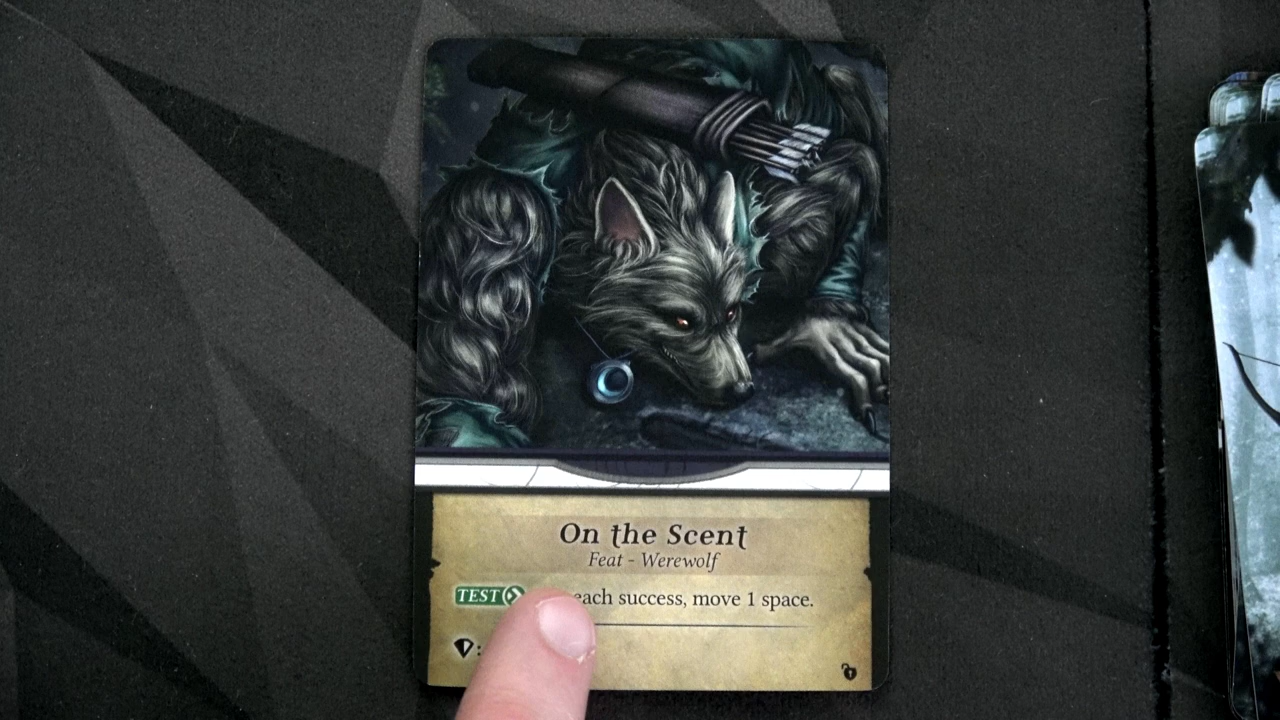 On the Scent
Feat - Werewolf
TEST each success, move 1 space.
: